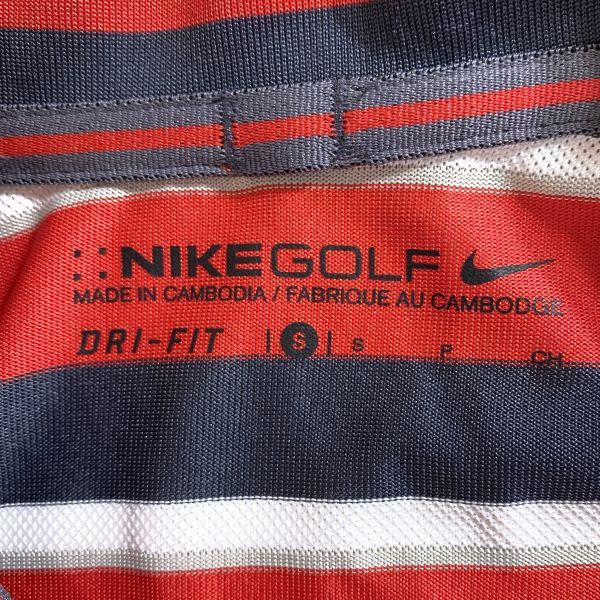 NIKEGOLF
MADE IN CAMBODIA / FABRIQUE AU CAMBODGE
DRI-FIT | S | S P CH